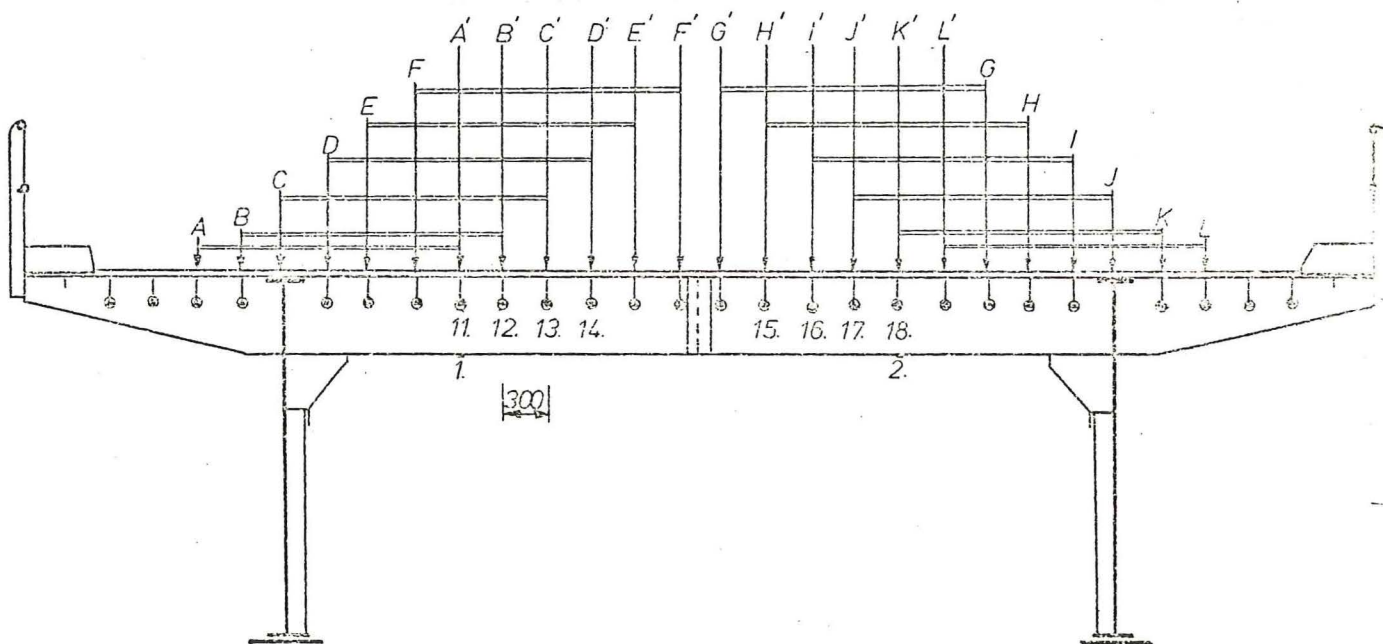 A' B' C' D' E' F' G' H' I' J' K' L'
F G
E H
D I
C J
A B K L
11. 12. 13. 14. 15. 16. 17. 18.
1. 2.
300